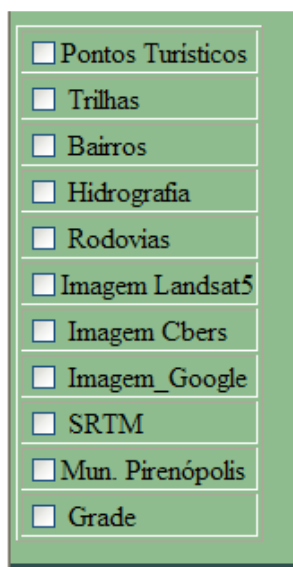 Pontos Turísticos
Trilhas
Bairros
Hidrografia
Rodovias
Imagem Landsat5
Imagem Cbers
Imagem_Google
SRTM
Mun. Pirenópolis
Grade